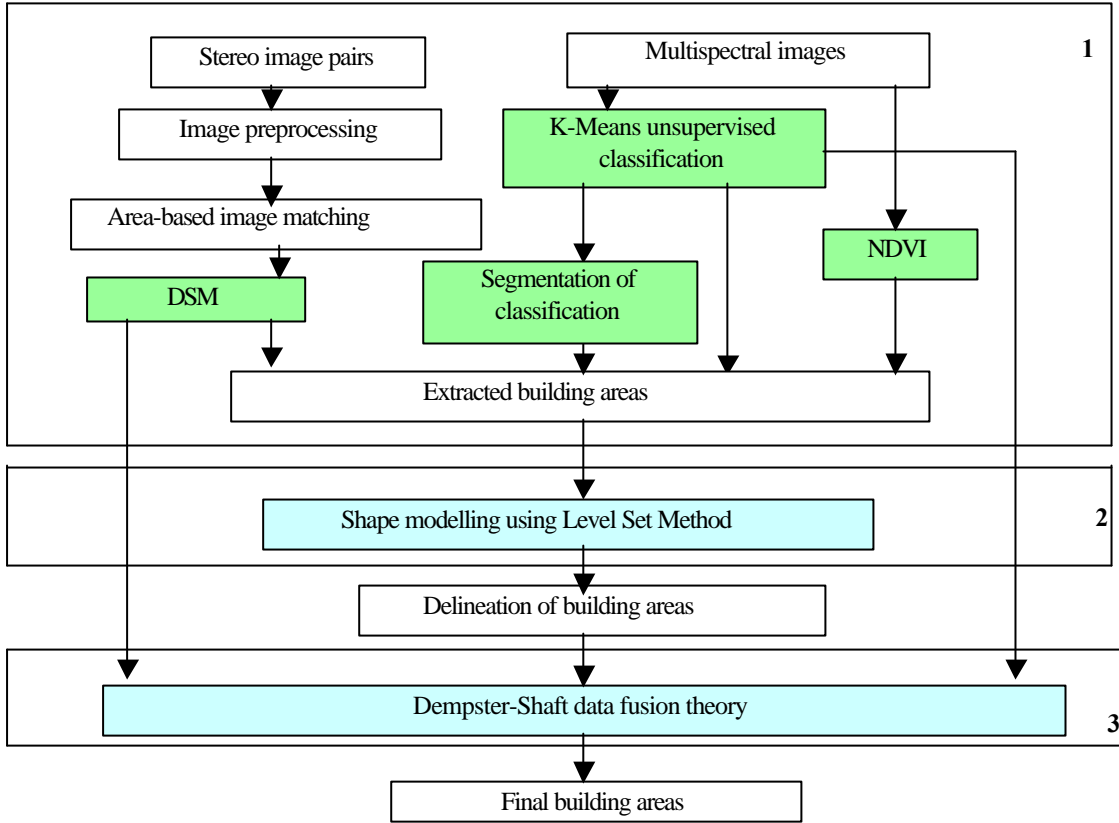 Stereo image pairs
Multispectral images
1
Image preprocessing
K-Means unsupervised
classification
Area-based image matching
NDVI
DSM
Segmentation of
classification
Extracted building areas
Shape modelling using Level Set Method
2
Delineation of building areas
Dempster-Shaft data fusion theory
3
Final building areas